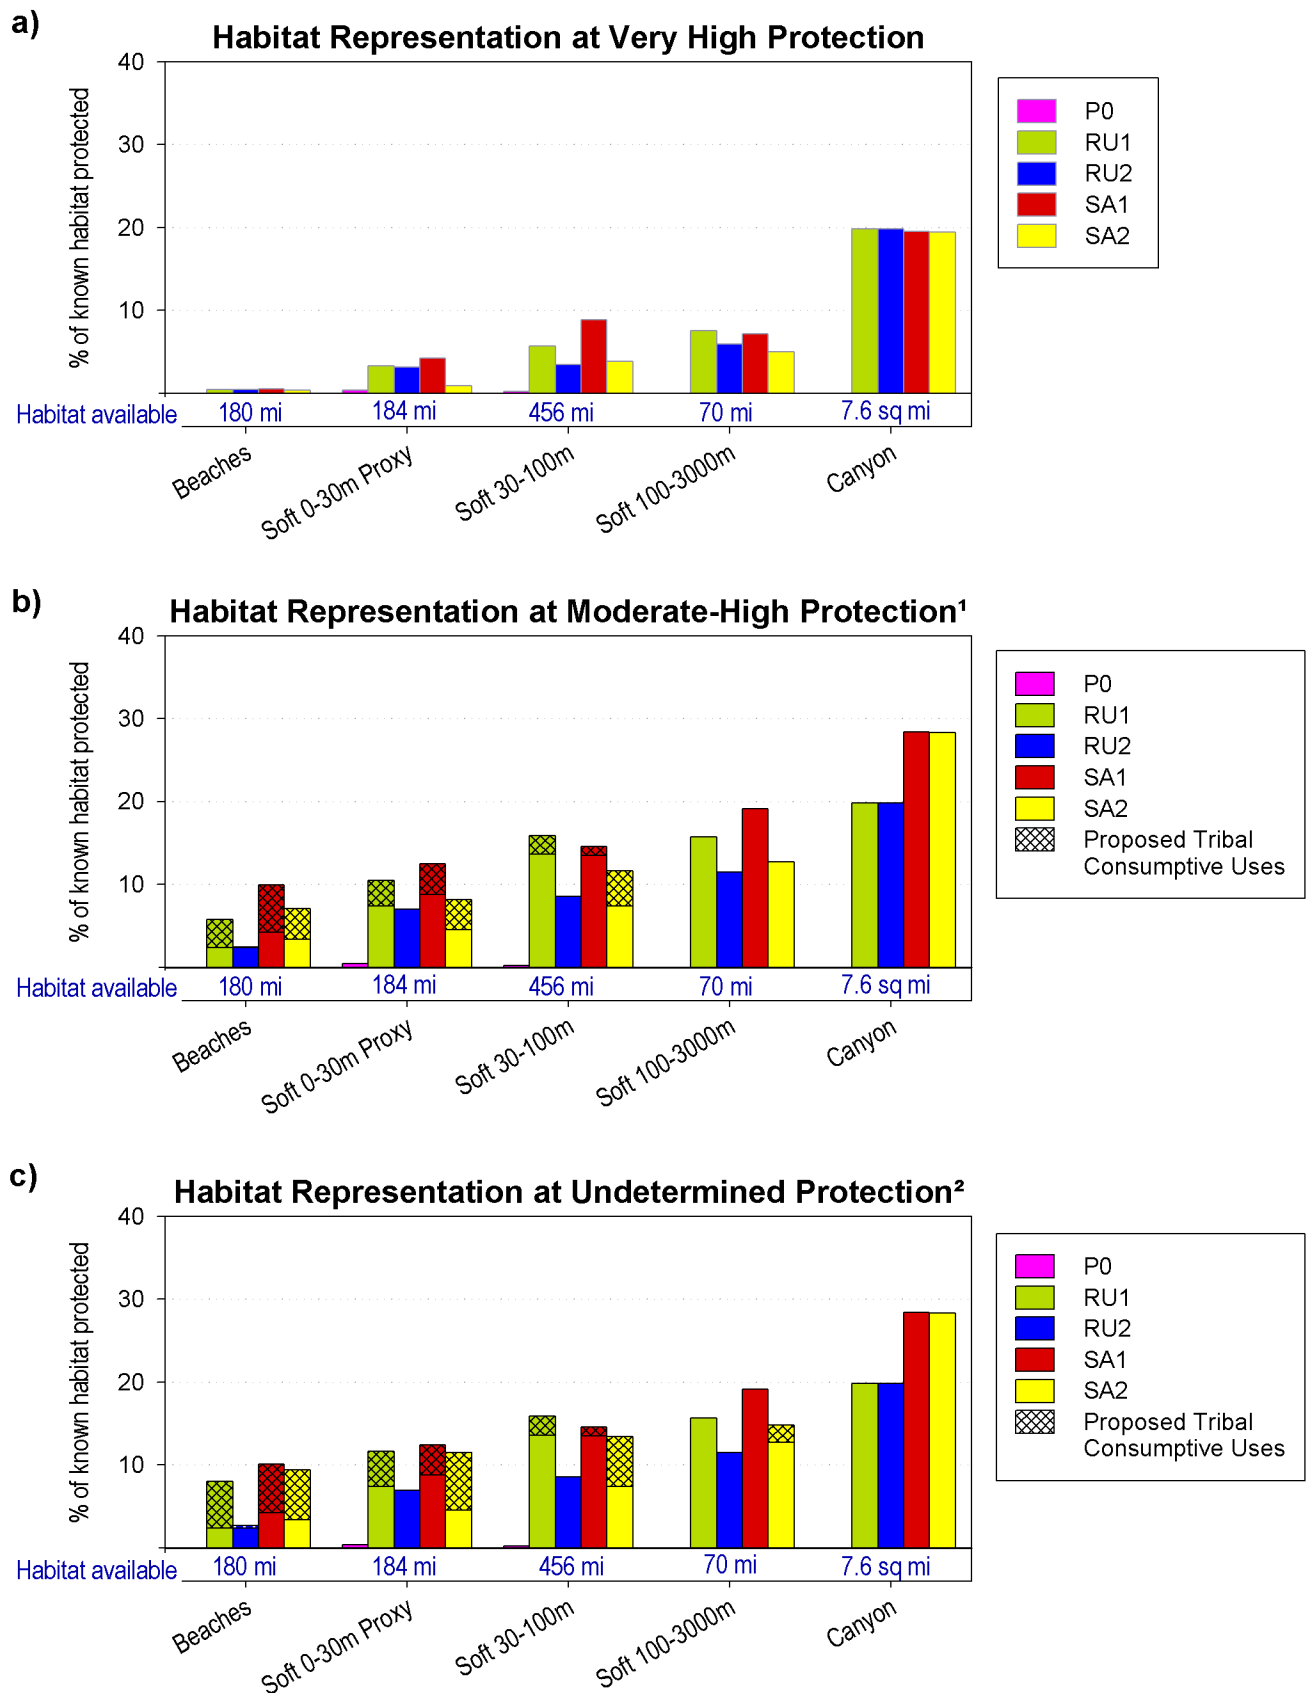 a)
Habitat Representation at Very High Protection
% of known habitat protected
40
30
20
10
P0
RU1
RU2
SA1
SA2
Habitat available
180 mi
184 mi
456 mi
70 mi
7.6 sq mi
Beaches
Soft 0-30m Proxy
Soft 30-100m
Soft 100-3000m
Canyon
b)
Habitat Representation at Moderate-High Protection¹
% of known habitat protected
40
30
20
10
P0
RU1
RU2
SA1
SA2
Proposed Tribal
Consumptive Uses
Habitat available
180 mi
184 mi
456 mi
70 mi
7.6 sq mi
Beaches
Soft 0-30m Proxy
Soft 30-100m
Soft 100-3000m
Canyon
c)
Habitat Representation at Undetermined Protection²
% of known habitat protected
40
30
20
10
P0
RU1
RU2
SA1
SA2
Proposed Tribal
Consumptive Uses
Habitat available
180 mi
184 mi
456 mi
70 mi
7.6 sq mi
Beaches
Soft 0-30m Proxy
Soft 30-100m
Soft 100-3000m
Canyon